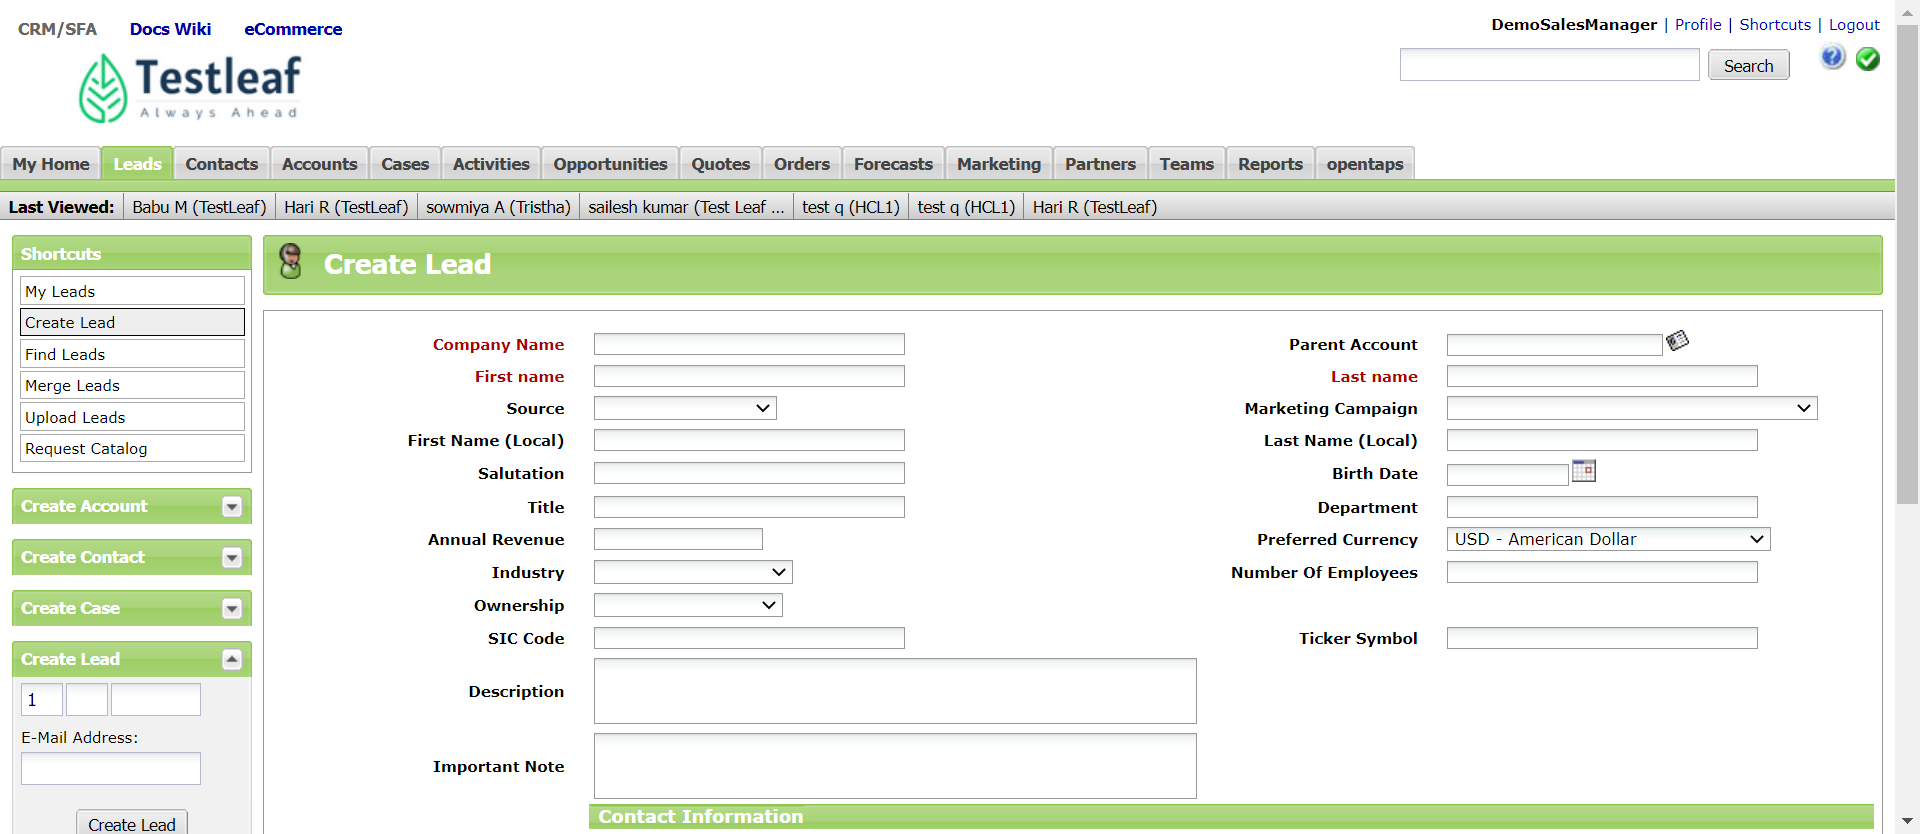 CRM/SFA Docs Wiki eCommerce
DemoSalesManager | Profile | Shortcuts | Logout
Testleaf
Always Ahead
Search
My Home Leads Contacts Accounts Cases Activities Opportunities Quotes Orders Forecasts Marketing Partners Teams Reports opentaps
Last Viewed: Babu M (TestLeaf) Hari R (TestLeaf) sowmiya A (Tristha) sailesh kumar (Test Leaf ... test q (HCL1) test q (HCL1) Hari R (TestLeaf)
Shortcuts
My Leads
Create Lead
Find Leads
Merge Leads
Upload Leads
Request Catalog
Create Account
Create Contact
Create Case
Create Lead
1
E-Mail Address:
Create Lead
Create Lead
Company Name Parent Account
First name Last name
Source Marketing Campaign
First Name (Local) Last Name (Local)
Salutation Birth Date
Title Department
Annual Revenue Preferred Currency USD - American Dollar
Industry Number Of Employees
Ownership
SIC Code Ticker Symbol
Description
Important Note
Contact Information